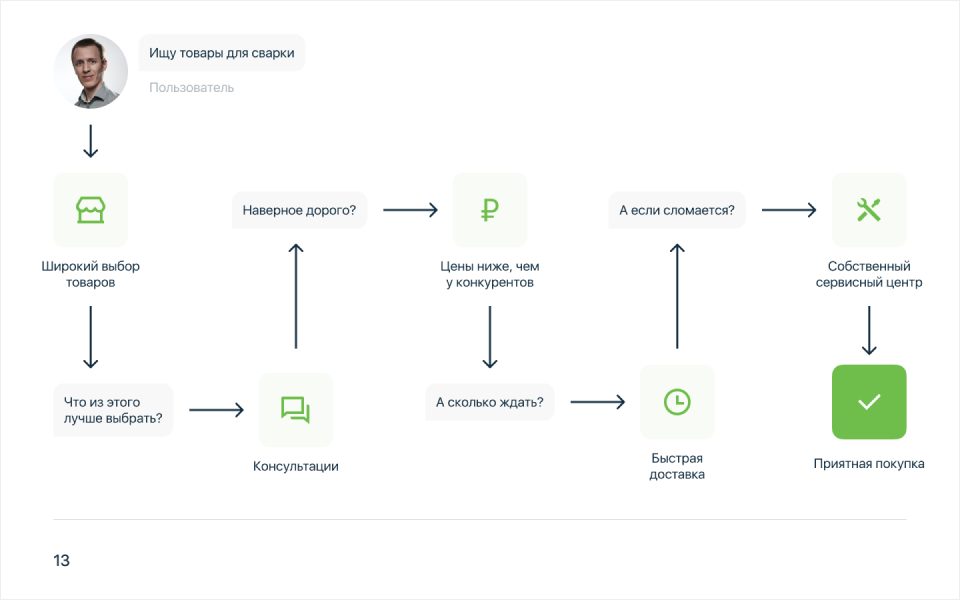 Ищу товары для сварки
Пользователь
Широкий выбор
товаров
Что из этого
лучше выбрать?
Консультации
Наверное дорого?
₽
Цены ниже, чем
у конкурентов
А сколько ждать?
Быстрая
доставка
А если сломается?
Собственный
сервисный центр
Приятная покупка
13